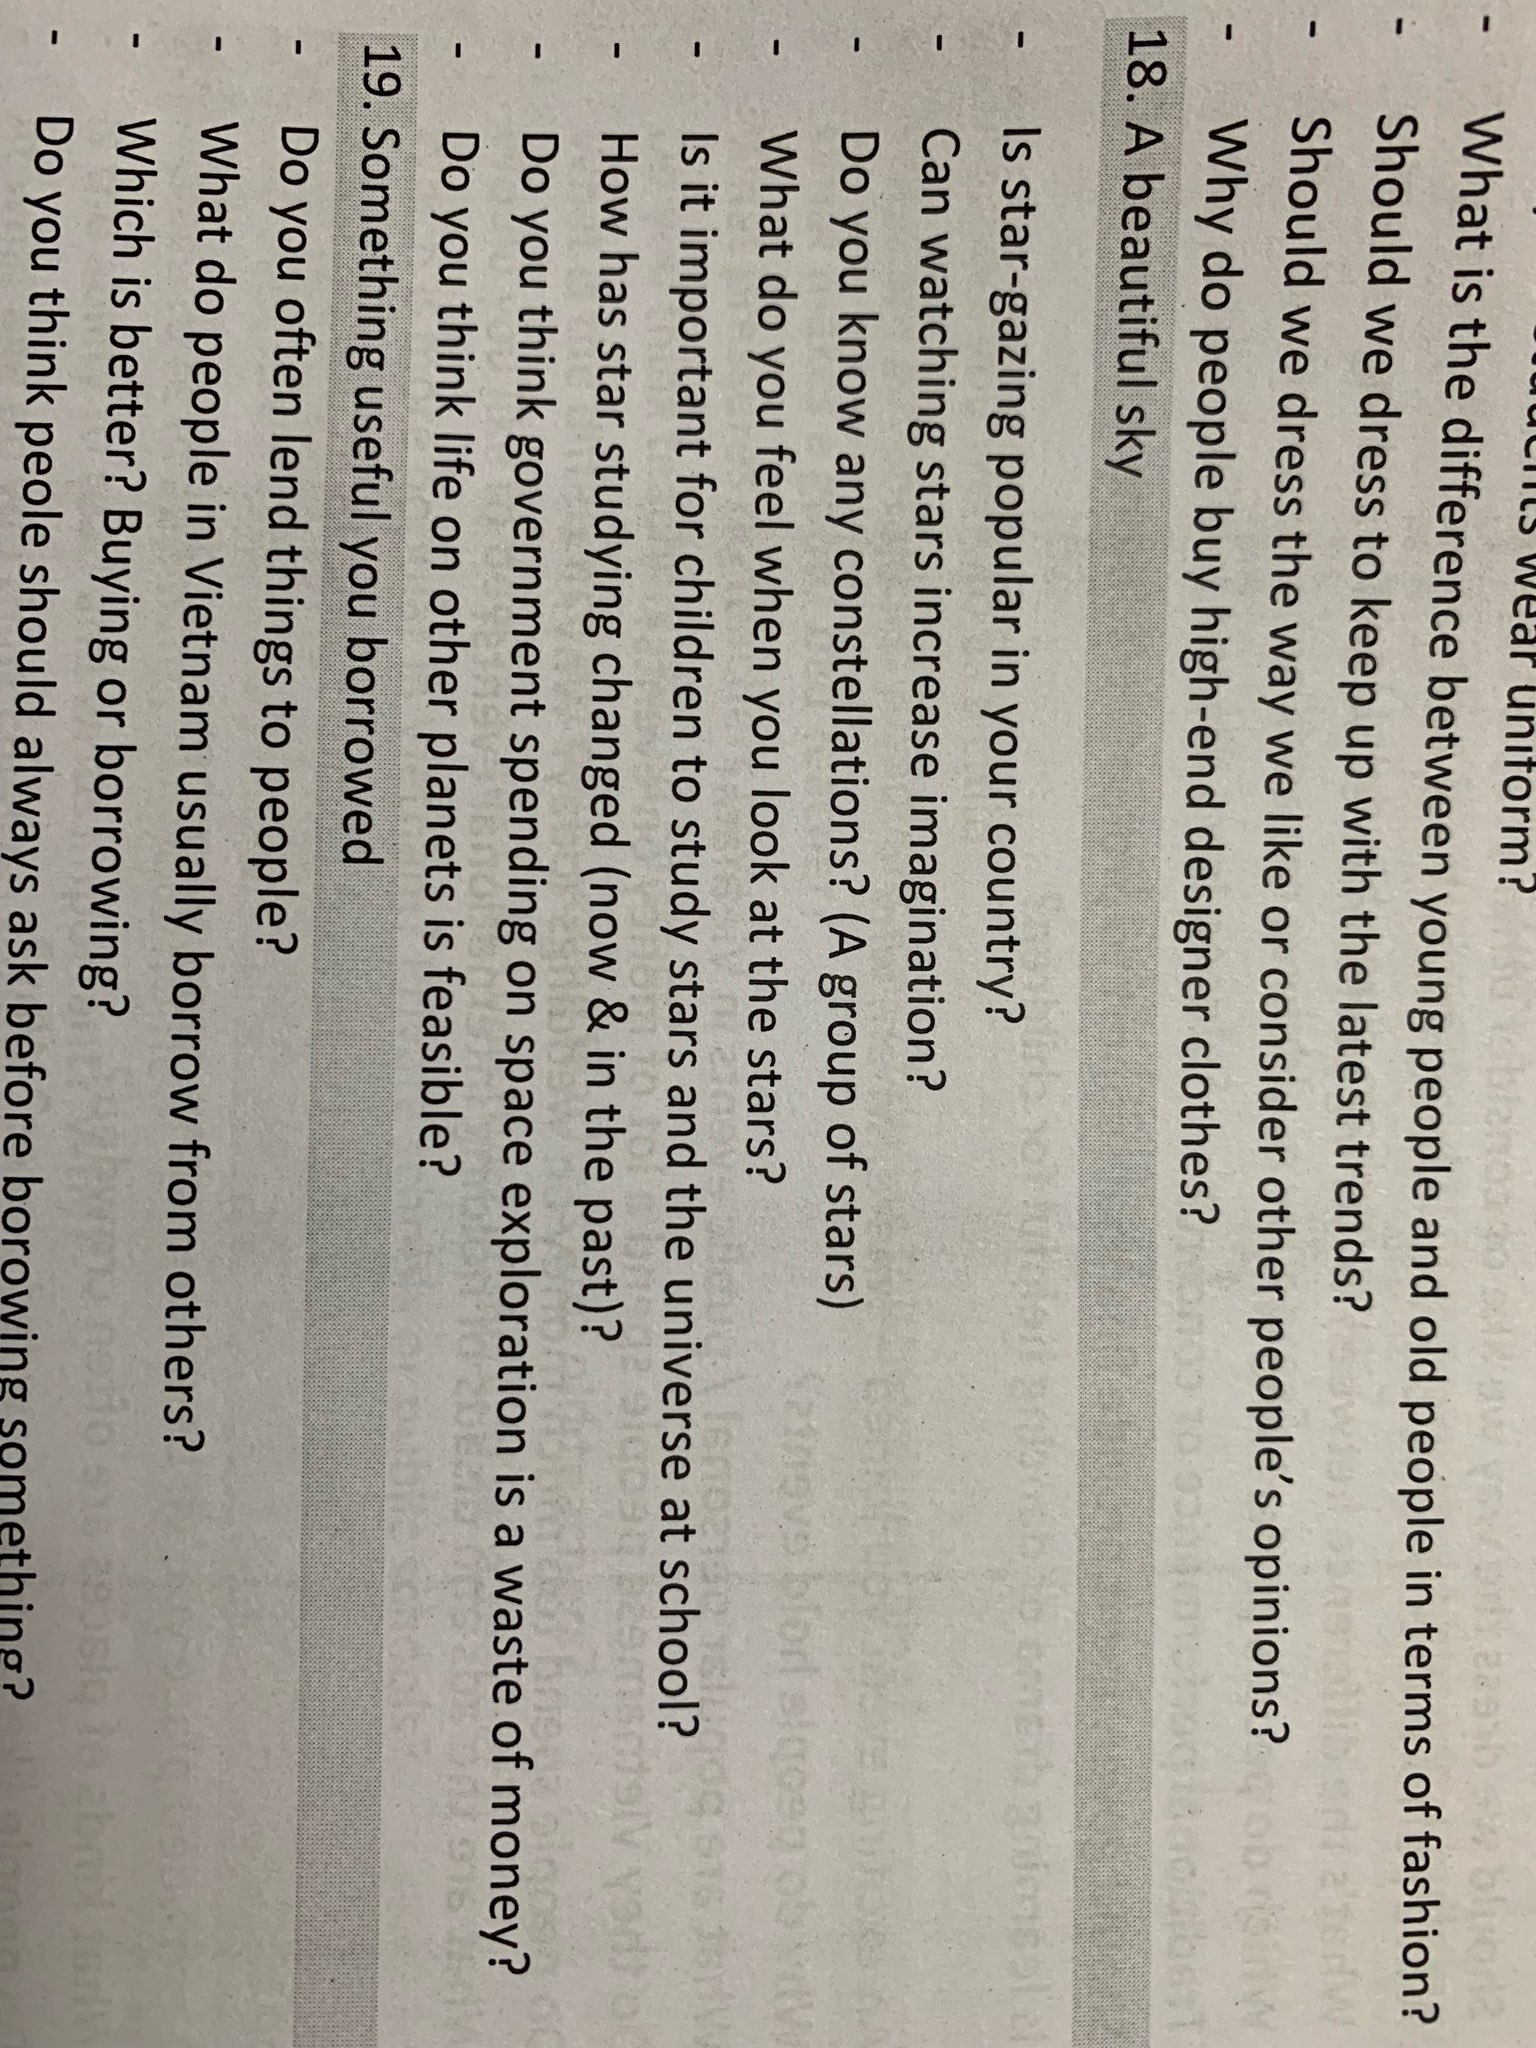 students wear uniform?
- What is the difference between young people and old people in terms of fashion?
- Should we dress to keep up with the latest trends?
- Should we dress the way we like or consider other people's opinions?
- Why do people buy high-end designer clothes?
18. A beautiful sky
- Is star-gazing popular in your country?
- Can watching stars increase imagination?
- Do you know any constellations? (A group of stars)
- What do you feel when you look at the stars?
- Is it important for children to study stars and the universe at school?
- How has star studying changed (now & in the past)?
- Do you think government spending on space exploration is a waste of money?
- Do you think life on other planets is feasible?
19. Something useful you borrowed
- Do you often lend things to people?
- What do people in Vietnam usually borrow from others?
- Which is better? Buying or borrowing?
- Do you think peole should always ask before borowing something?